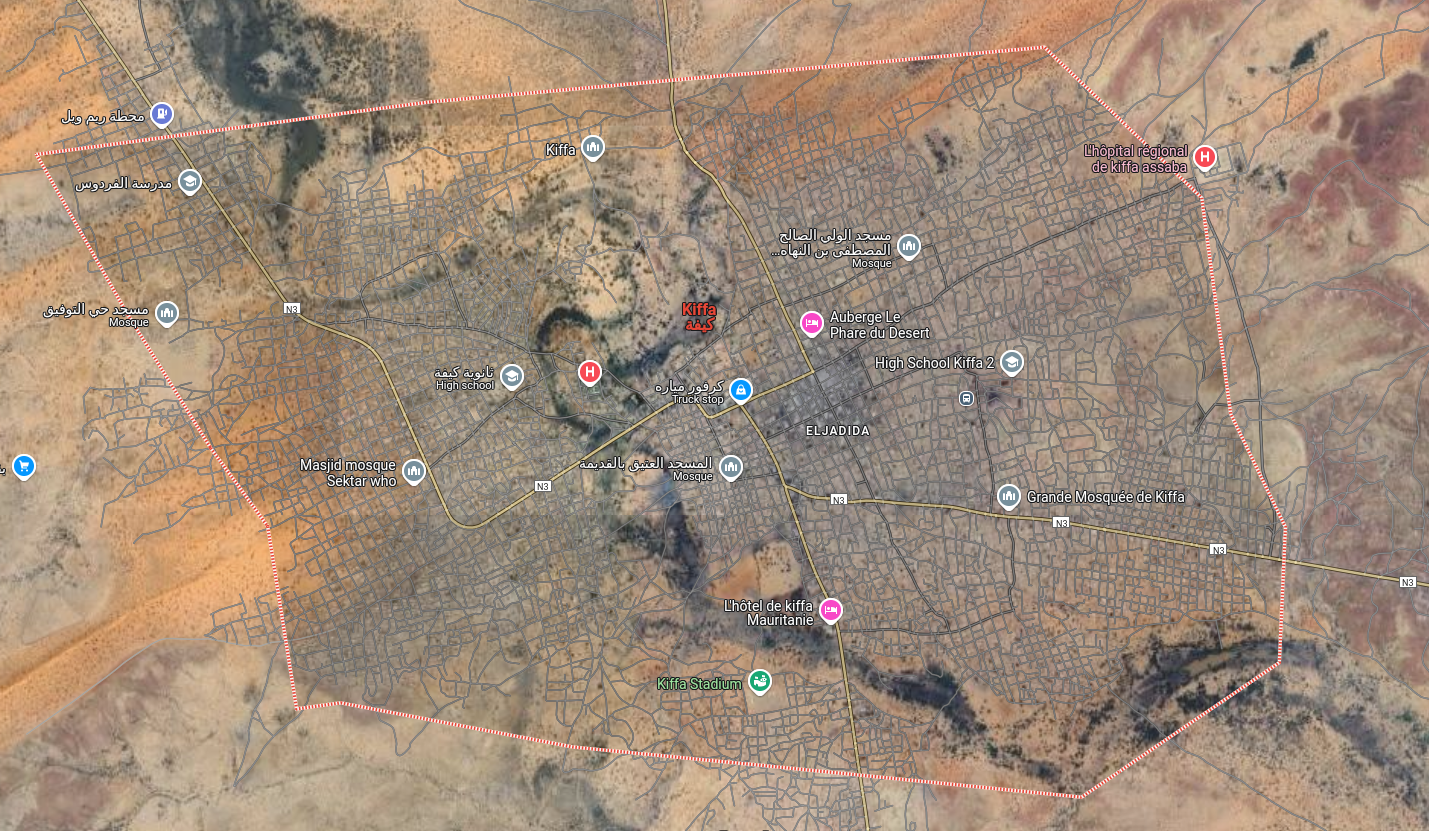 محطة ريم ويل
Kiffa
مدرسة الفردوس
L'hôpital régional
de kiffa assaba
مسجد الولي الصالح
المصطفى بن النهاه...
Mosque
مسجد حي التوفيق
Mosque
N3
Kiffa
كيفة
Auberge Le
Phare du Desert
High School Kiffa 2
ثانوية كيفة
High school
H
H
كرفور مياره
Truck stop
ELJADIDA
Masjid mosque
Sektar who
المسجد العتيق بالقديمة
Mosque
N3
N3
Grande Mosquée de Kiffa
N3
N3
N3
L'hôtel de kiffa
Mauritanie
Kiffa Stadium